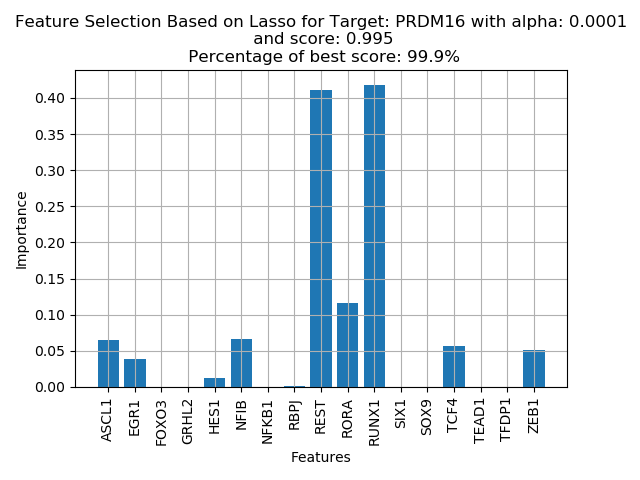 Feature Selection Based on Lasso for Target: PRDM16 with alpha: 0.0001
and score: 0.995
Percentage of best score: 99.9%
0.40
0.35
0.30
0.25
0.20
0.15
0.10
0.05
0.00
Importance
ASCL1
EGR1
FOXO3
GRHL2
HES1
NFIB
NFKB1
RBPJ
REST
RORA
RUNX1
SIX1
SOX9
TCF4
TEAD1
TFDP1
ZEB1
Features